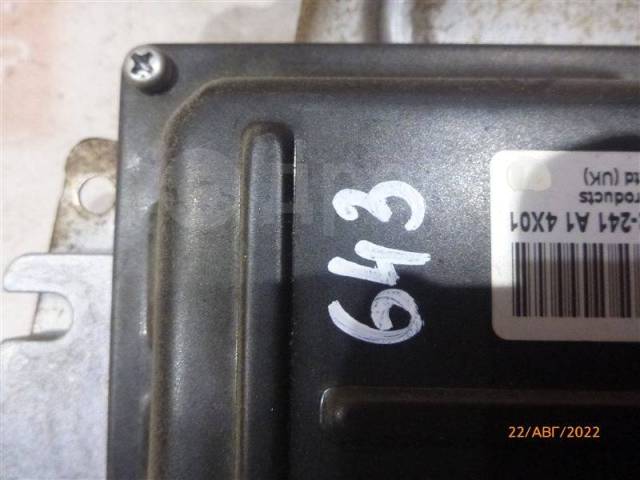 643
td (UK)
roducts
-241 A1 4X01
22/АВГ/2022